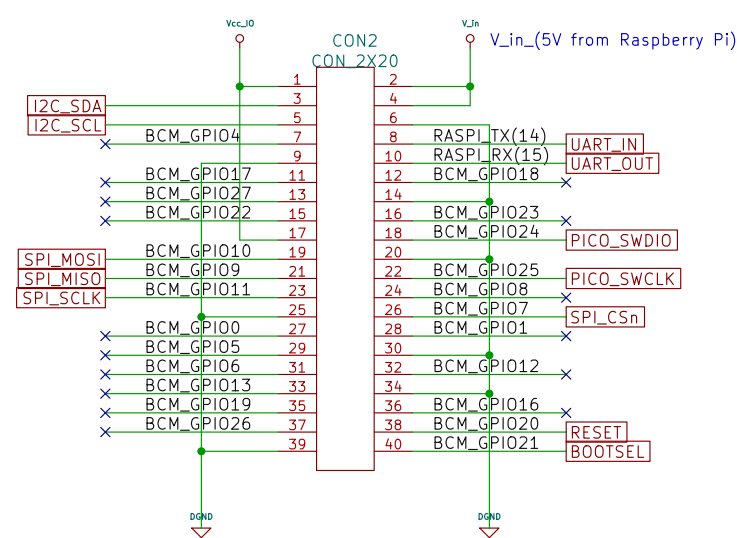 Vcc_IO
V_in
V_in_(5V from Raspberry Pi)
CON2
CON_2X20
1 2
I2C_SDA 3 4
I2C_SCL 5 6
BCM_GPIO4 7 8 RASPI_TX(14) UART_IN
9 10 RASPI_RX(15) UART_OUT
BCM_GPIO17 11 12 BCM_GPIO18
BCM_GPIO27 13 14
BCM_GPIO22 15 16 BCM_GPIO23
17 18 BCM_GPIO24 PICO_SWDIO
SPI_MOSI BCM_GPIO10 19 20
SPI_MISO BCM_GPIO9 21 22 BCM_GPIO25 PICO_SWCLK
SPI_SCLK BCM_GPIO11 23 24 BCM_GPIO8
25 26 BCM_GPIO7 SPI_CSn
BCM_GPIO0 27 28 BCM_GPIO1
BCM_GPIO5 29 30
BCM_GPIO6 31 32 BCM_GPIO12
BCM_GPIO13 33 34
BCM_GPIO19 35 36 BCM_GPIO16
BCM_GPIO26 37 38 BCM_GPIO20 RESET
39 40 BCM_GPIO21 BOOTSEL
DGND DGND